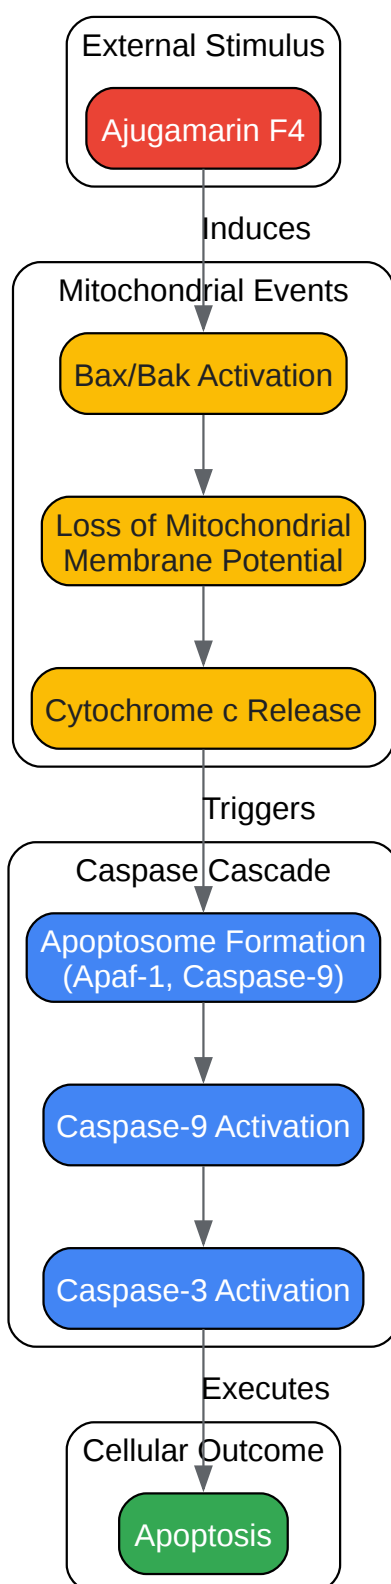 External Stimulus
Ajugamarin F4
Induces
Mitochondrial Events
Bax/Bak Activation
Loss of Mitochondrial
Membrane Potential
Cytochrome c Release
Triggers
Caspase Cascade
Apoptosome Formation
(Apaf-1, Caspase-9)
Caspase-9 Activation
Caspase-3 Activation
Executes
Cellular Outcome
Apoptosis